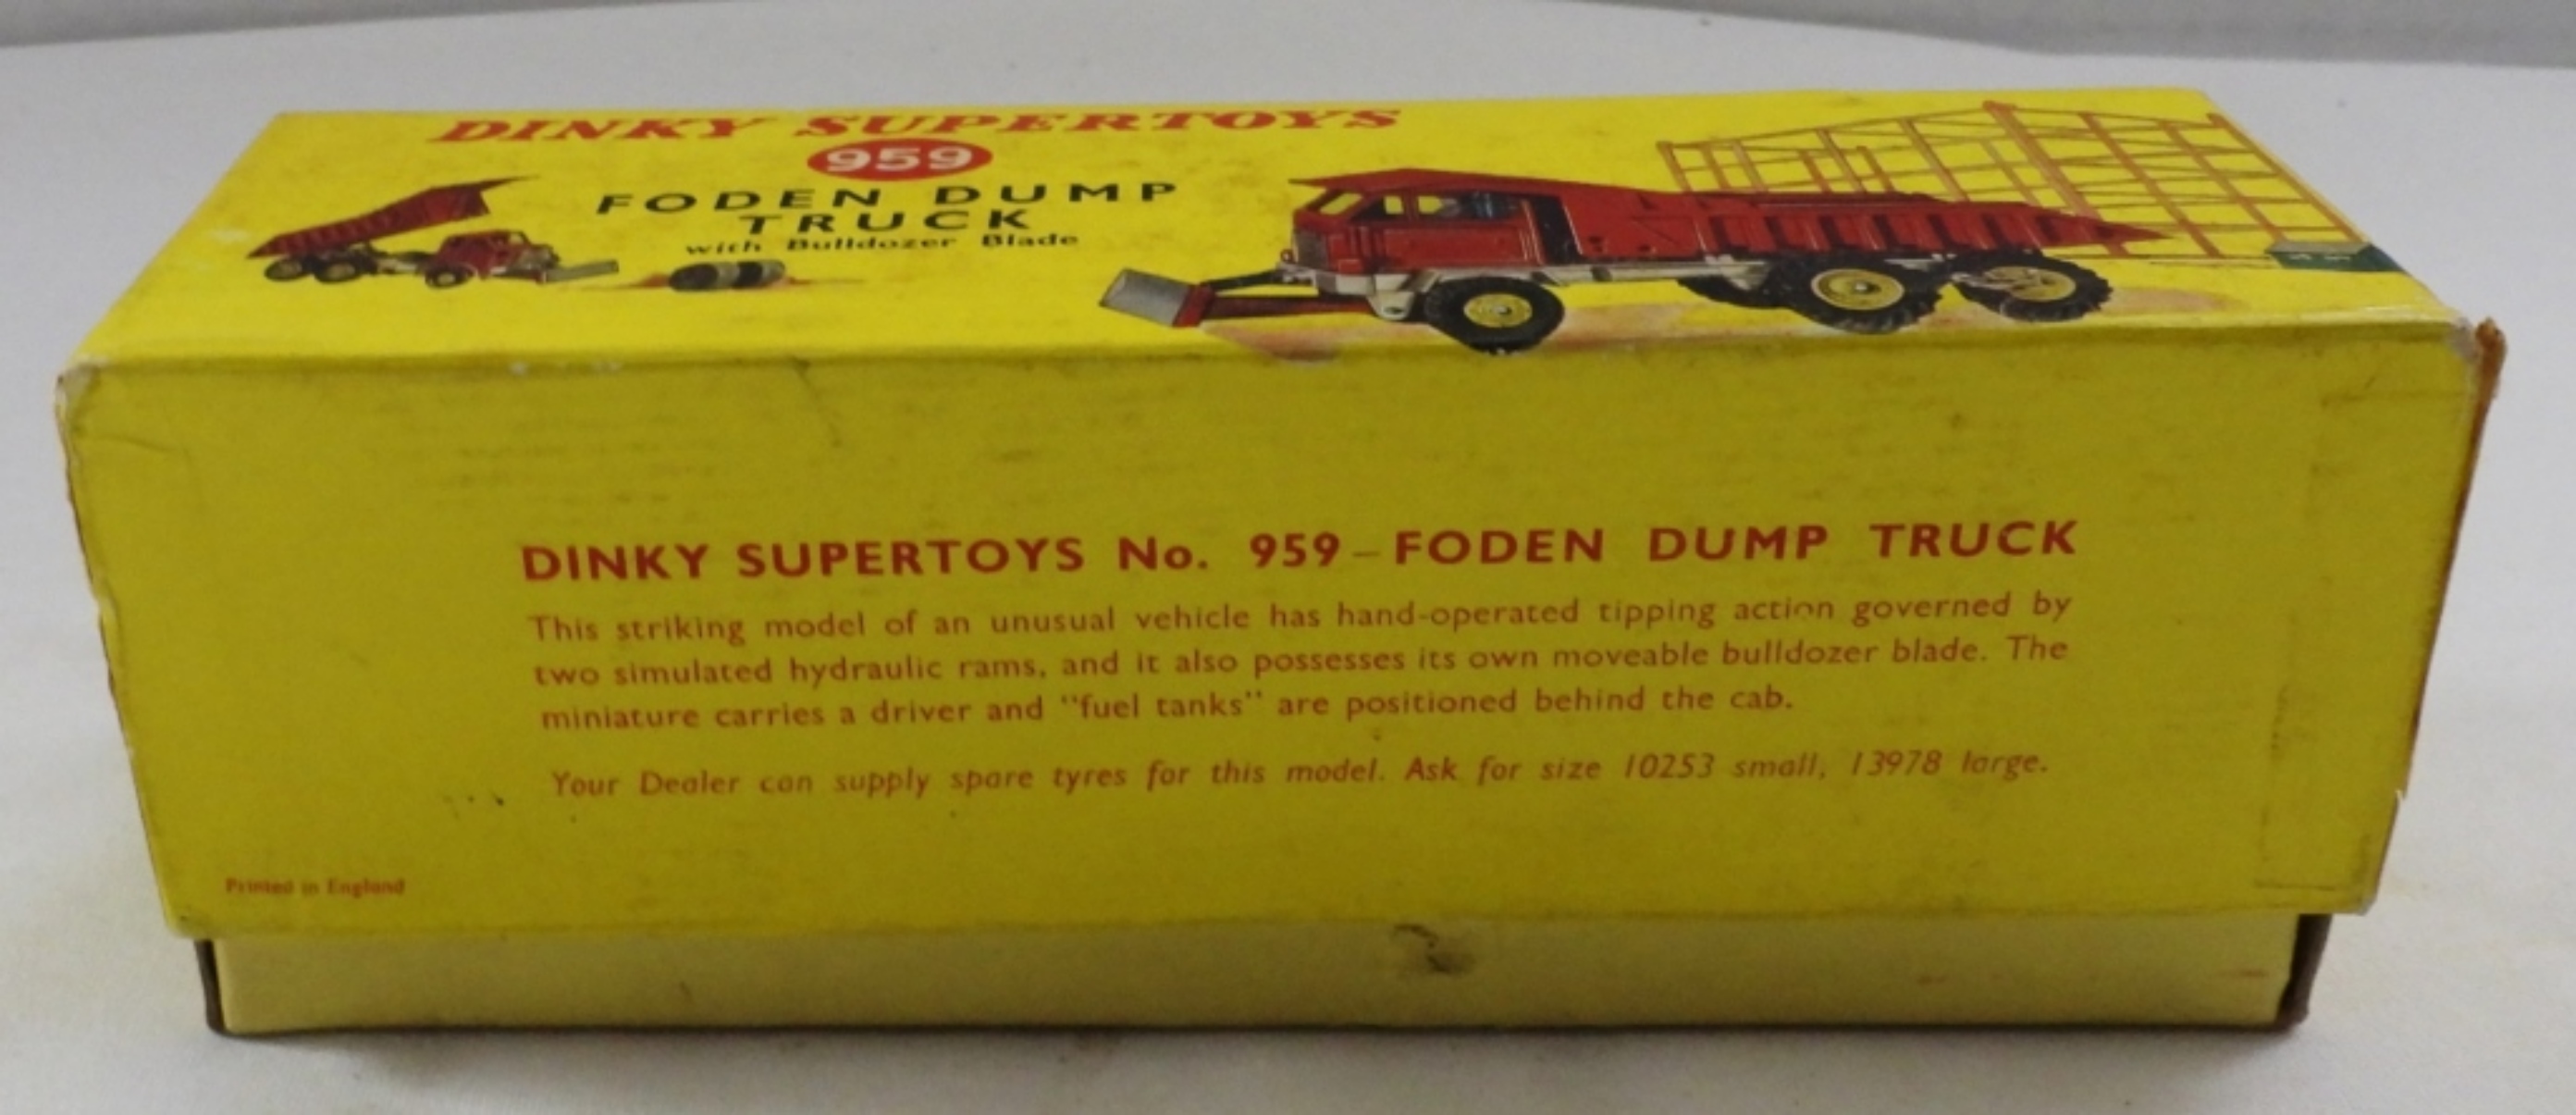 DINKY SUPERTOYS
959
FODEN DUMP
TRUCK
with Bulldozer Blade
DINKY SUPERTOYS No. 959 – FODEN DUMP TRUCK
This striking model of an unusual vehicle has hand-operated tipping action governed by
two simulated hydraulic rams, and it also possesses its own moveable bulldozer blade. The
miniature carries a driver and "fuel tanks" are positioned behind the cab.
Your Dealer can supply spare tyres for this model. Ask for size 10253 small, 13978 large.
Printed in England